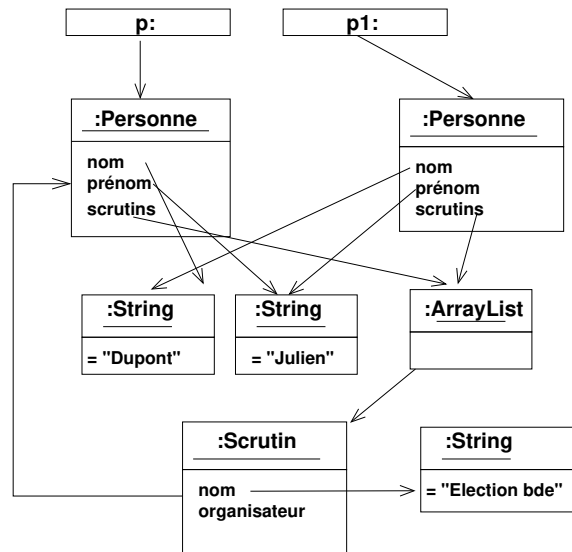 p:
p1:
:Personne
nom
prénom
scrutins
:Personne
nom
prénom
scrutins
:String
= "Dupont"
:String
= "Julien"
:ArrayList
:Scrutin
nom
organisateur
:String
= "Election bde"